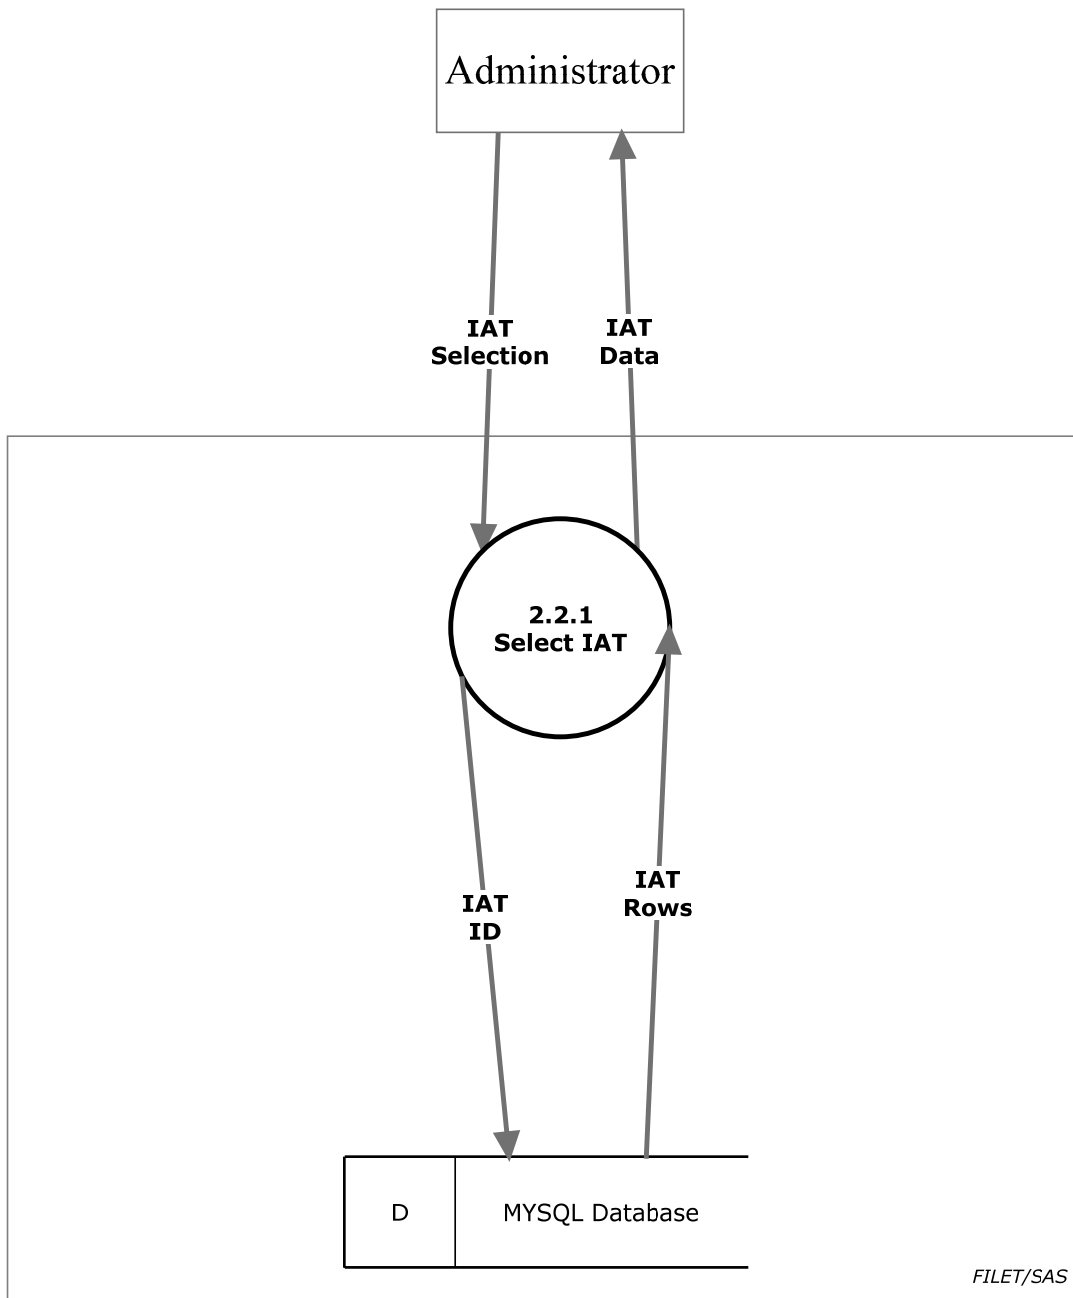 Administrator
IAT
Selection
IAT
Data
2.2.1
Select IAT
IAT
Rows
IAT
ID
D
MYSQL Database
FILET/SAS